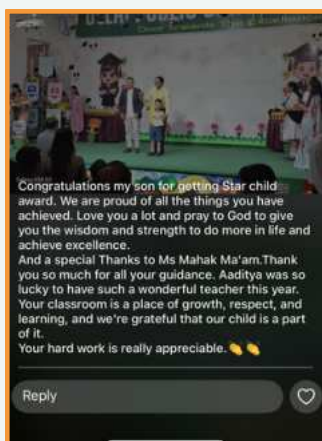 Congratulations my son for getting Star child
award. We are proud of all the things you have
achieved. Love you a lot and pray to God to give
you the wisdom and strength to do more in life and
achieve excellence.
And a special Thanks to Ms Mahak Ma'am.Thank
you so much for all your guidance. Aaditya was so
lucky to have such a wonderful teacher this year.
Your classroom is a place of growth, respect, and
learning, and we're grateful that our child is a part
of it.
Your hard work is really appreciable.👏👏
Reply